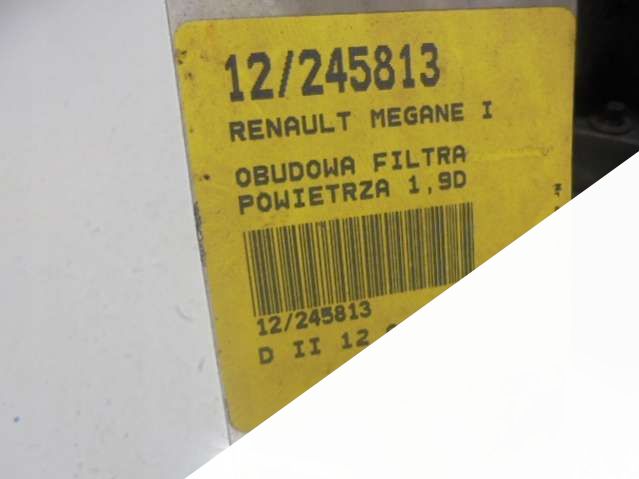 12/245813
RENAULT MEGANE I
OBUDOWA FILTRA
POWIETRZA 1,9D
12/245813
D II 12